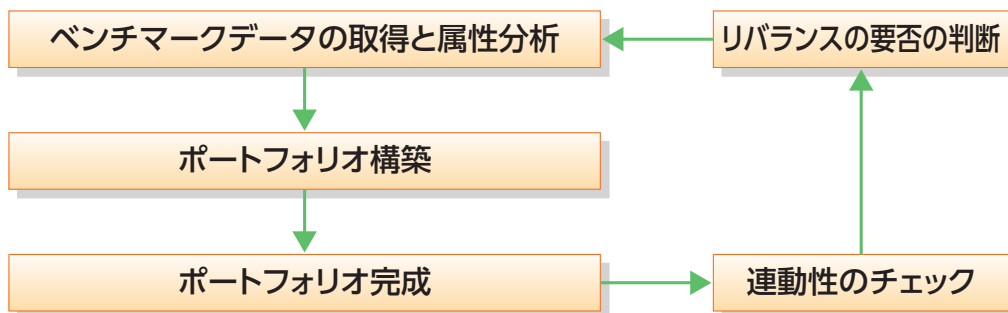 ベンチマークデータの取得と属性分析
リバランスの要否の判断
ポートフォリオ構築
ポートフォリオ完成
連動性のチェック